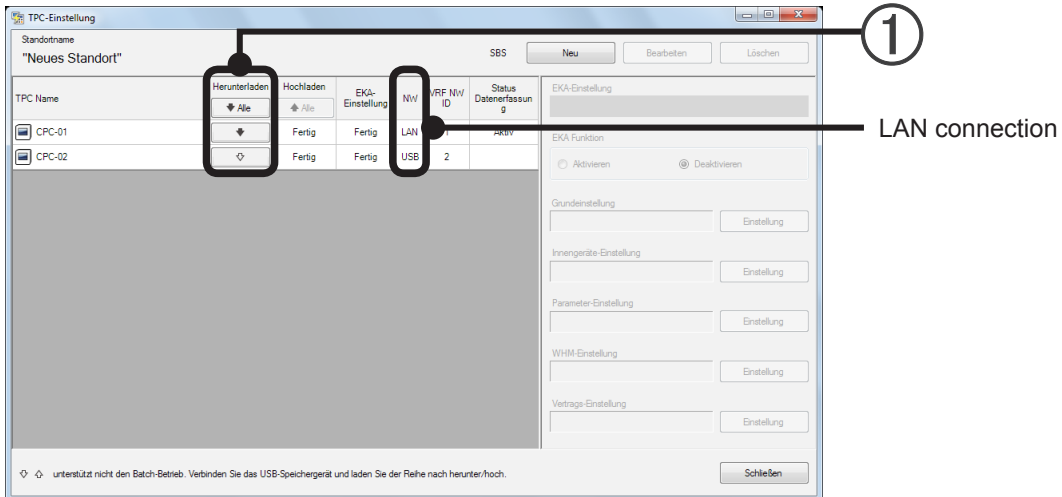 TPC-Einstellung
Standortname
"Neues Standort"
SBS
Neu
Bearbeiten
Löschen
①
TPC Name
Herunterladen
Alle
Hochladen
Alle
EKA-
Einstellung
NW
VRF NW
ID
Status
Datenerfassun
g
CPC-01
Fertig
Fertig
LAN
1
Aktiv
CPC-02
Fertig
Fertig
USB
2
LAN connection
EKA-Einstellung
EKA Funktion
Aktivieren
Deaktivieren
Grundeinstellung
Einstellung
Innengeräte-Einstellung
Einstellung
Parameter-Einstellung
Einstellung
WHM-Einstellung
Einstellung
Vertrags-Einstellung
Einstellung
unterstützt nicht den Batch-Betrieb. Verbinden Sie das USB-Speichergerät und laden Sie der Reihe nach herunter/hoch.
Schließen